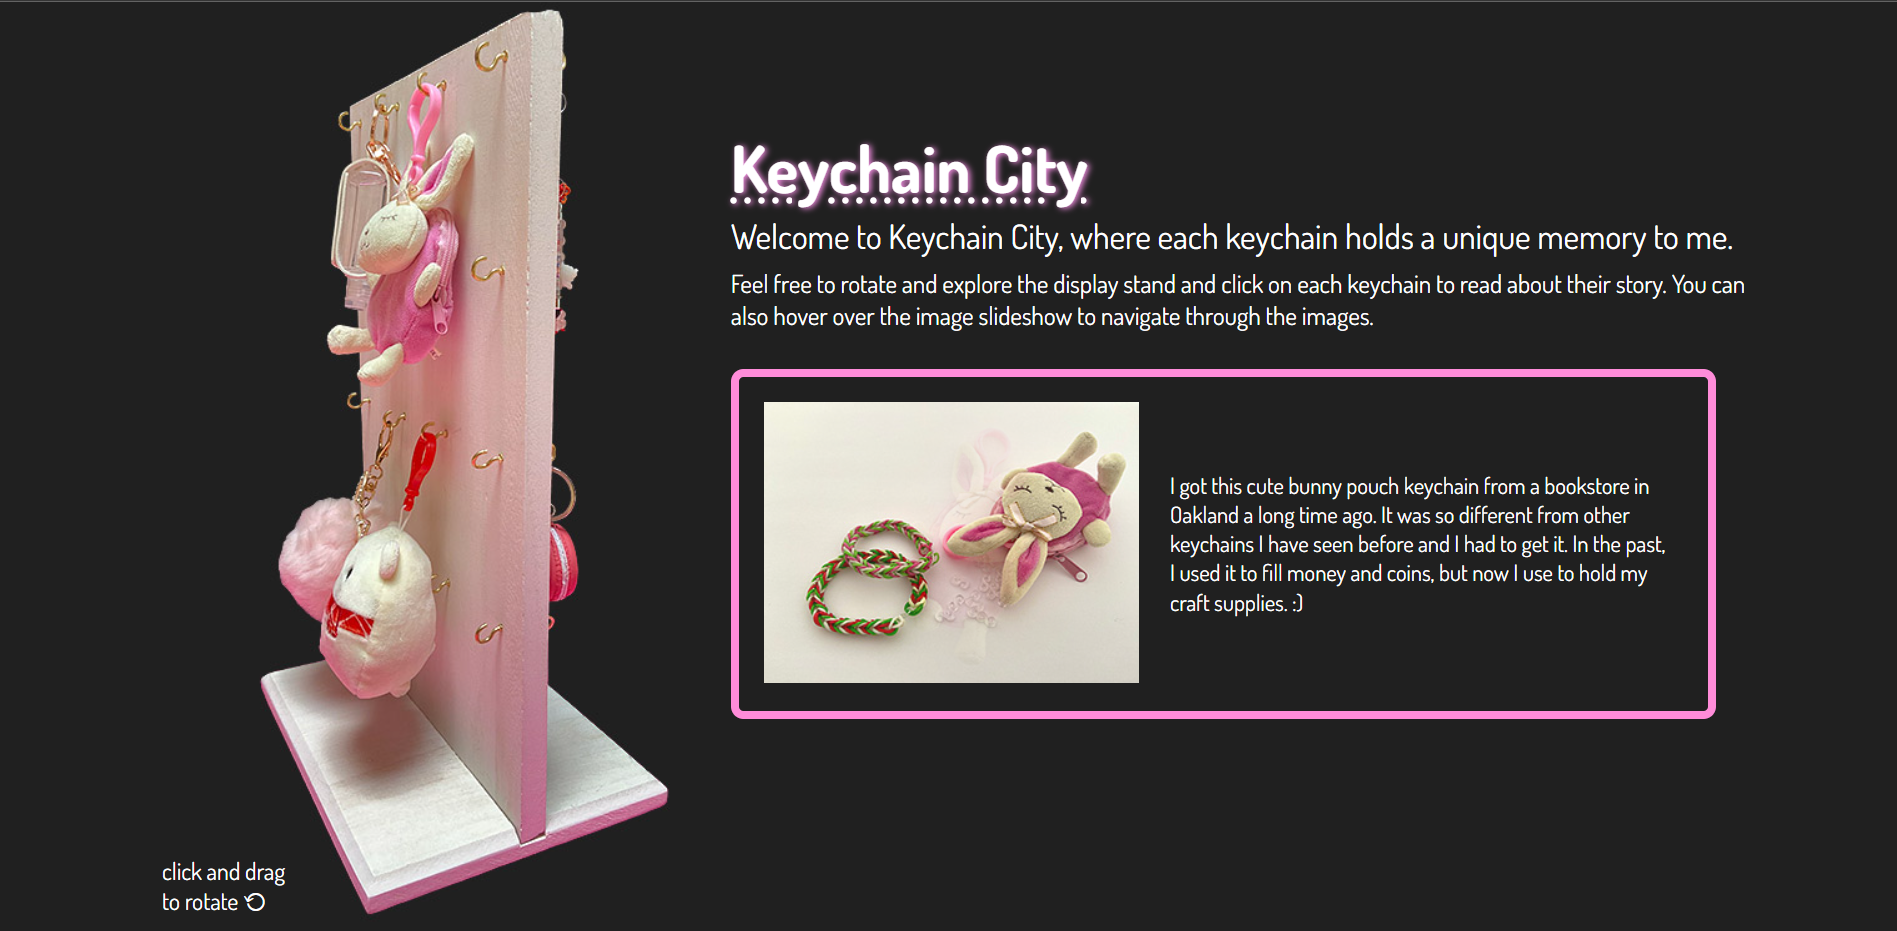 Keychain City
Welcome to Keychain City, where each keychain holds a unique memory to me.
Feel free to rotate and explore the display stand and click on each keychain to read about their story. You can
also hover over the image slideshow to navigate through the images.
I got this cute bunny pouch keychain from a bookstore in
Oakland a long time ago. It was so different from other
keychains I have seen before and I had to get it. In the past,
I used it to fill money and coins, but now I use to hold my
craft supplies. :)
click and drag
to rotate